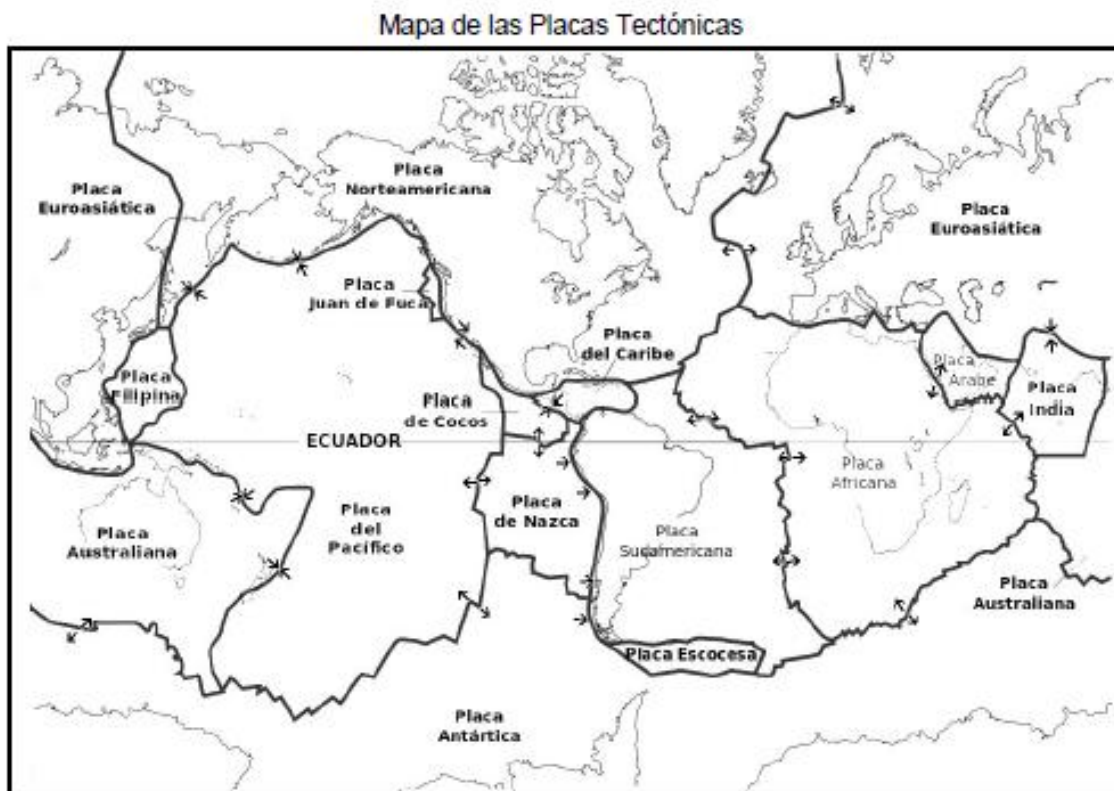 Mapa de las Placas Tectónicas
Placa
Euroasiática
Placa
Norteamericana
Placa
Euroasiática
Placa
Juan de Fuca
Placa
del Caribe
Placa
Filipina
Placa
Arabe
Placa
India
Placa
de Cocos
ECUADOR
Placa
Africana
Placa
de Nazca
Placa
del
Pacífico
Placa
Australiana
Placa
Sudamericana
Placa
Australiana
Placa Escocesa
Placa
Antártica